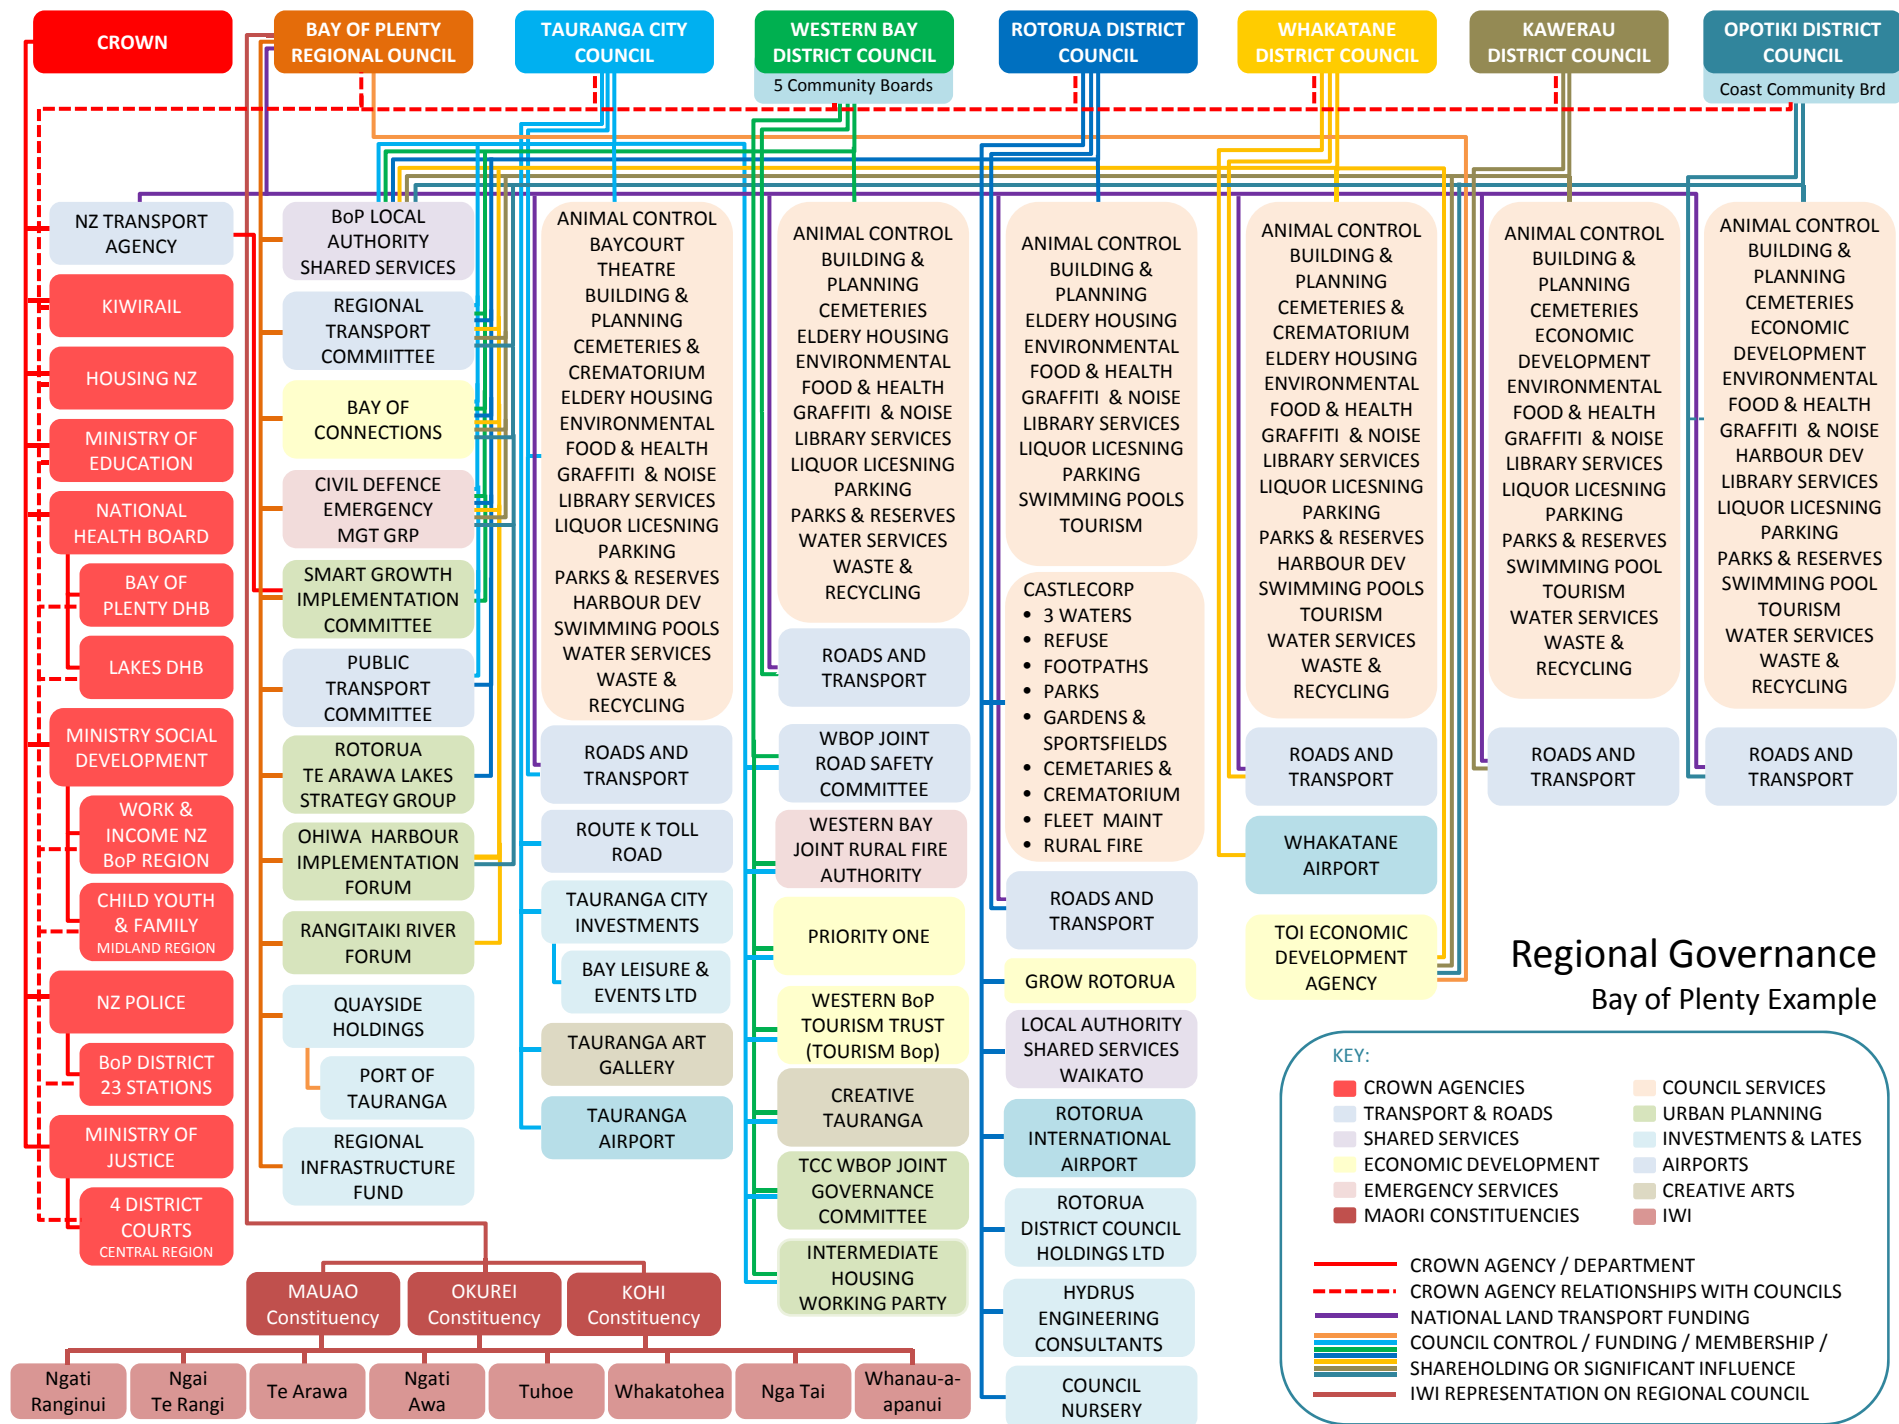 CROWN
BAY OF PLENTY
REGIONAL OUNCIL
TAURANGA CITY
COUNCIL
WESTERN BAY
DISTRICT COUNCIL
5 Community Boards
ROTORUA DISTRICT
COUNCIL
WHAKATANE
DISTRICT COUNCIL
KAWERAU
DISTRICT COUNCIL
OPOTIKI DISTRICT
COUNCIL
Coast Community Brd
NZ TRANSPORT
AGENCY
KIWIRAIL
HOUSING NZ
MINISTRY OF
EDUCATION
NATIONAL
HEALTH BOARD
BAY OF
PLENTY DHB
LAKES DHB
MINISTRY SOCIAL
DEVELOPMENT
WORK &
INCOME NZ
BoP REGION
CHILD YOUTH
& FAMILY
MIDLAND REGION
NZ POLICE
BoP DISTRICT
23 STATIONS
MINISTRY OF
JUSTICE
4 DISTRICT
COURTS
CENTRAL REGION
BoP LOCAL
AUTHORITY
SHARED SERVICES
REGIONAL
TRANSPORT
COMMIITTEE
BAY OF
CONNECTIONS
CIVIL DEFENCE
EMERGENCY
MGT GRP
SMART GROWTH
IMPLEMENTATION
COMMITTEE
PUBLIC
TRANSPORT
COMMITTEE
ROTORUA
TE ARAWA LAKES
STRATEGY GROUP
OHIWA HARBOUR
IMPLEMENTATION
FORUM
RANGITAIKI RIVER
FORUM
QUAYSIDE
HOLDINGS
PORT OF
TAURANGA
REGIONAL
INFRASTRUCTURE
FUND
ANIMAL CONTROL
BAYCOURT
THEATRE
BUILDING &
PLANNING
CEMETERIES &
CREMATORIUM
ELDERY HOUSING
ENVIRONMENTAL
FOOD & HEALTH
GRAFFITI & NOISE
LIBRARY SERVICES
LIQUOR LICESNING
PARKING
PARKS & RESERVES
HARBOUR DEV
SWIMMING POOLS
WATER SERVICES
WASTE &
RECYCLING
ROADS AND
TRANSPORT
ROUTE K TOLL
ROAD
TAURANGA CITY
INVESTMENTS
BAY LEISURE &
EVENTS LTD
TAURANGA ART
GALLERY
TAURANGA
AIRPORT
ANIMAL CONTROL
BUILDING &
PLANNING
CEMETERIES
ELDERY HOUSING
ENVIRONMENTAL
FOOD & HEALTH
GRAFFITI & NOISE
LIBRARY SERVICES
LIQUOR LICESNING
PARKING
PARKS & RESERVES
WATER SERVICES
WASTE &
RECYCLING
ROADS AND
TRANSPORT
WBOP JOINT
ROAD SAFETY
COMMITTEE
WESTERN BAY
JOINT RURAL FIRE
AUTHORITY
PRIORITY ONE
WESTERN BoP
TOURISM TRUST
(TOURISM Bop)
CREATIVE
TAURANGA
TCC WBOP JOINT
GOVERNANCE
COMMITTEE
INTERMEDIATE
HOUSING
WORKING PARTY
ANIMAL CONTROL
BUILDING &
PLANNING
ELDERY HOUSING
ENVIRONMENTAL
FOOD & HEALTH
GRAFFITI & NOISE
LIBRARY SERVICES
LIQUOR LICESNING
PARKING
SWIMMING POOLS
TOURISM
CASTLECORP
• 3 WATERS
• REFUSE
• FOOTPATHS
• PARKS
• GARDENS &
SPORTSFIELDS
• CEMETARIES &
• CREMATORIUM
• FLEET MAINT
• RURAL FIRE
ROADS AND
TRANSPORT
GROW ROTORUA
LOCAL AUTHORITY
SHARED SERVICES
WAIKATO
ROTORUA
INTERNATIONAL
AIRPORT
ROTORUA
DISTRICT COUNCIL
HOLDINGS LTD
HYDRUS
ENGINEERING
CONSULTANTS
COUNCIL
NURSERY
ANIMAL CONTROL
BUILDING &
PLANNING
CEMETERIES &
CREMATORIUM
ELDERY HOUSING
ENVIRONMENTAL
FOOD & HEALTH
GRAFFITI & NOISE
LIBRARY SERVICES
LIQUOR LICESNING
PARKING
PARKS & RESERVES
HARBOUR DEV
SWIMMING POOLS
TOURISM
WATER SERVICES
WASTE &
RECYCLING
ROADS AND
TRANSPORT
WHAKATANE
AIRPORT
TOI ECONOMIC
DEVELOPMENT
AGENCY
ANIMAL CONTROL
BUILDING &
PLANNING
CEMETERIES
ECONOMIC
DEVELOPMENT
ENVIRONMENTAL
FOOD & HEALTH
GRAFFITI & NOISE
LIBRARY SERVICES
LIQUOR LICESNING
PARKING
PARKS & RESERVES
SWIMMING POOL
TOURISM
WATER SERVICES
WASTE &
RECYCLING
ROADS AND
TRANSPORT
ANIMAL CONTROL
BUILDING &
PLANNING
CEMETERIES
ECONOMIC
DEVELOPMENT
ENVIRONMENTAL
FOOD & HEALTH
GRAFFITI & NOISE
HARBOUR DEV
LIBRARY SERVICES
LIQUOR LICESNING
PARKING
PARKS & RESERVES
SWIMMING POOL
TOURISM
WATER SERVICES
WASTE &
RECYCLING
ROADS AND
TRANSPORT
MAUAO
Constituency
OKUREI
Constituency
KOHI
Constituency
Ngati
Ranginui
Ngai
Te Rangi
Te Arawa
Ngati
Awa
Tuhoe
Whakatohea
Nga Tai
Whanau-a-
apanui
Regional Governance
Bay of Plenty Example
KEY:
CROWN AGENCIES
TRANSPORT & ROADS
SHARED SERVICES
ECONOMIC DEVELOPMENT
EMERGENCY SERVICES
MAORI CONSTITUENCIES
COUNCIL SERVICES
URBAN PLANNING
INVESTMENTS & LATES
AIRPORTS
CREATIVE ARTS
IWI
CROWN AGENCY / DEPARTMENT
CROWN AGENCY RELATIONSHIPS WITH COUNCILS
NATIONAL LAND TRANSPORT FUNDING
COUNCIL CONTROL / FUNDING / MEMBERSHIP /
SHAREHOLDING OR SIGNIFICANT INFLUENCE
IWI REPRESENTATION ON REGIONAL COUNCIL